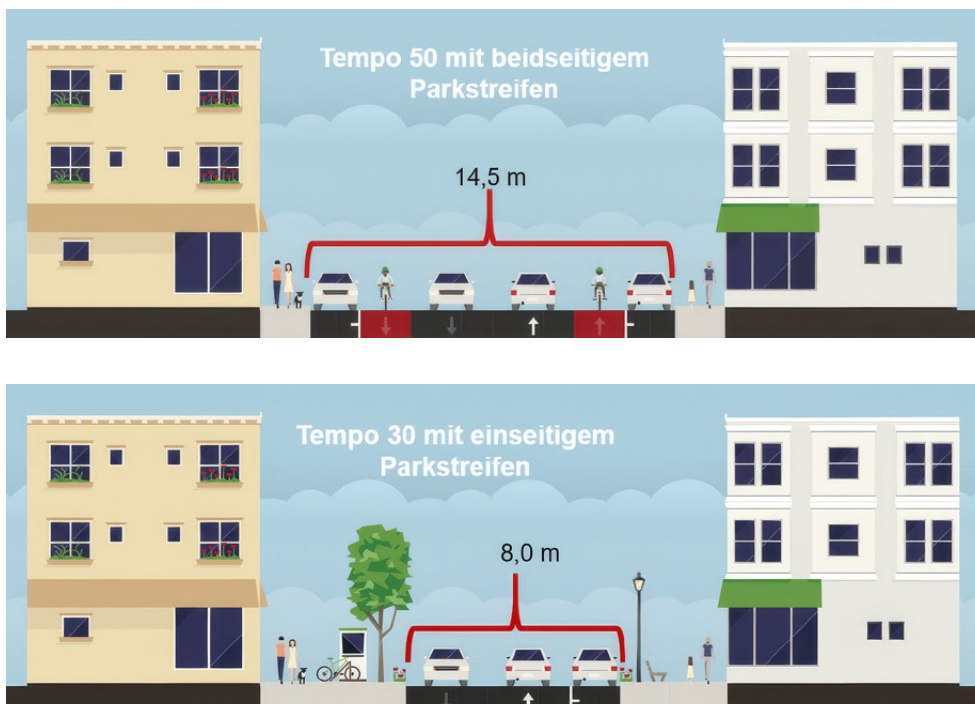 Tempo 50 mit beidseitigem
Parkstreifen
14,5 m
Tempo 30 mit einseitigem
Parkstreifen
8,0 m